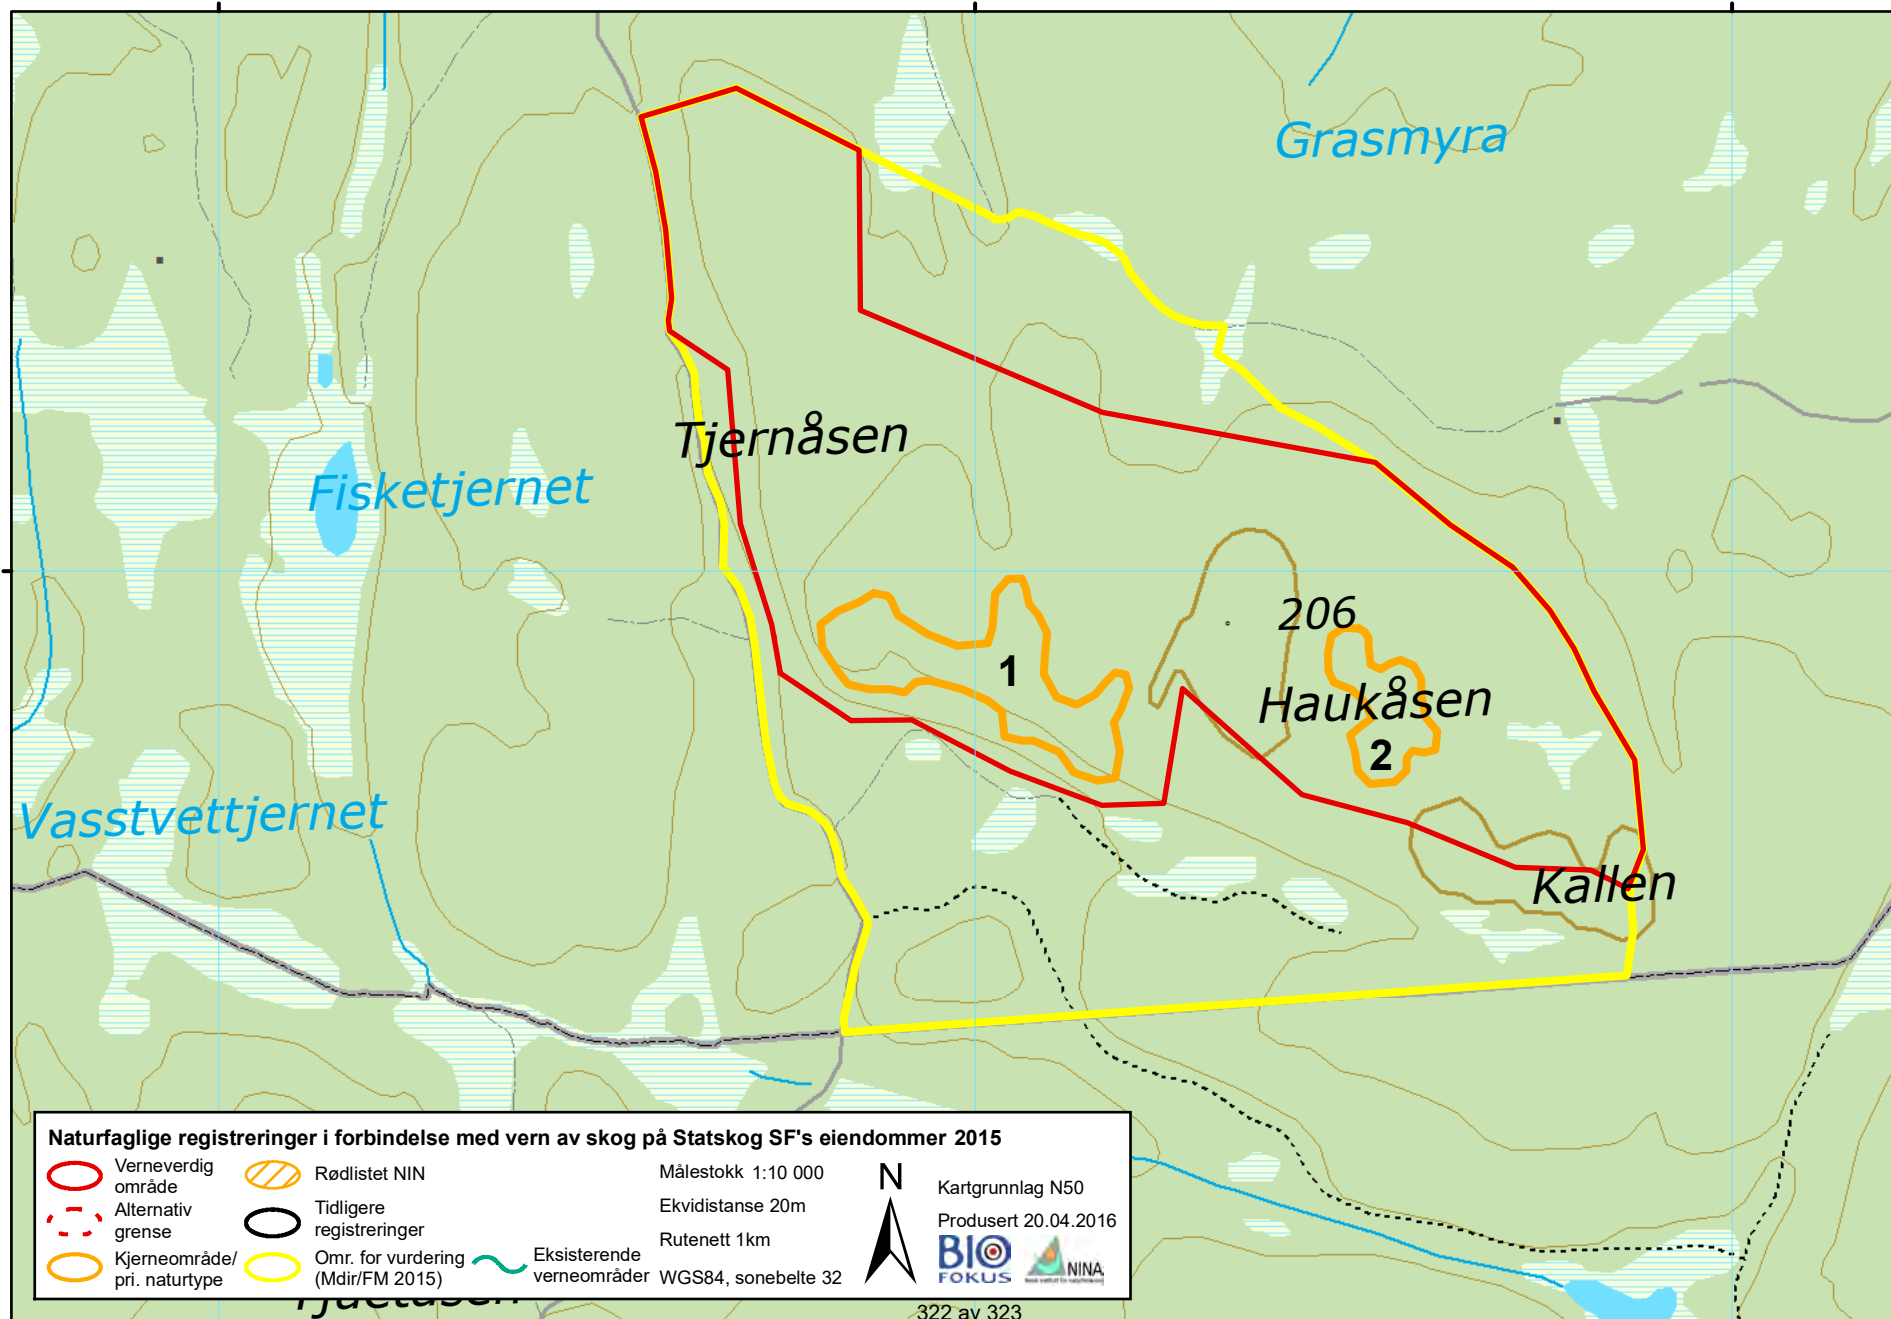 Grasmyra
Tjernåsen
Fisketjernet
206
1
Haukåsen
2
Vasstvettjernet
Kallen
Naturfaglige registreringer i forbindelse med vern av skog på Statskog SF's eiendommer 2015
Verneverdig
område
Alternativ
grense
Kjerneområde/
pri. naturtype
Rødlistet NIN
Tidligere
registreringer
Omr. for vurdering
(Mdir/FM 2015)
Eksisterende
verneområder
Målestokk 1:10 000
Ekvidistanse 20m
Rutenett 1km
WGS84, sonebelte 32
N
Kartgrunnlag N50
Produsert 20.04.2016
BIO
FOKUS
NINA
322 av 323